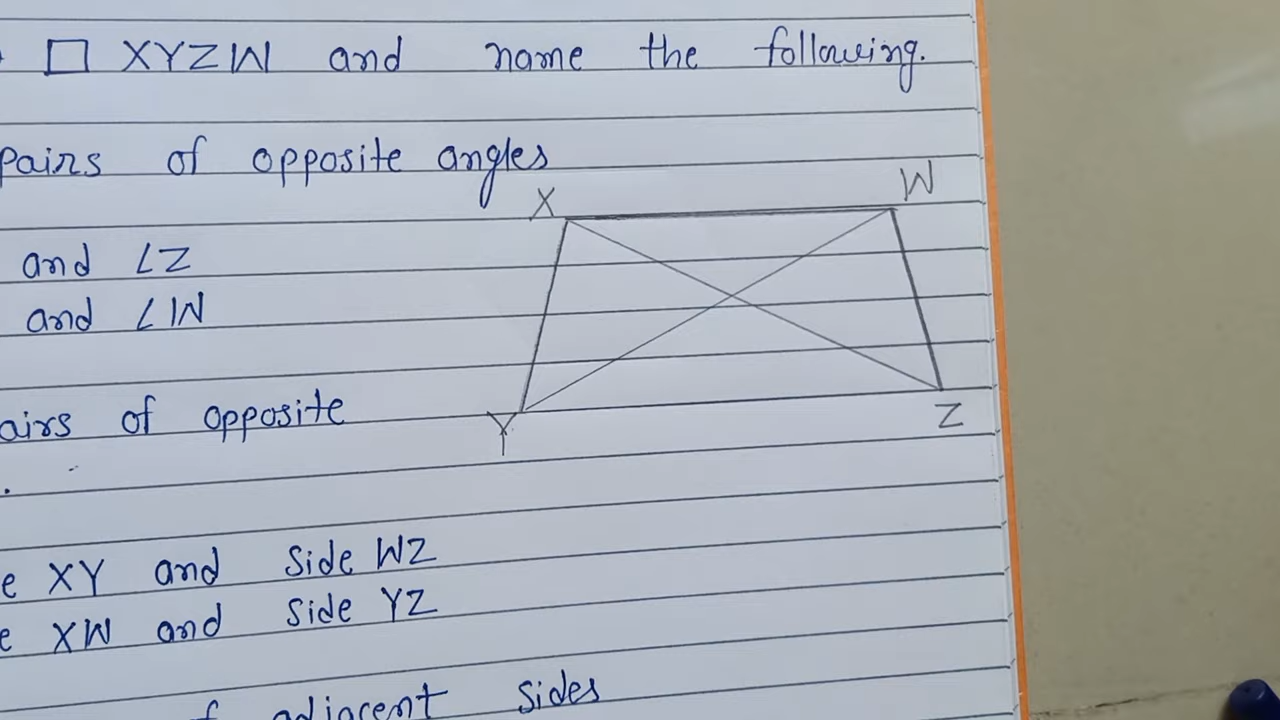 □ XYZW and name the following.
pairs of opposite angles
X W
and ∠Z
and ∠W
airs of opposite
Y Z
.
e XY and side WZ
e XW and side YZ
f adjacent sides